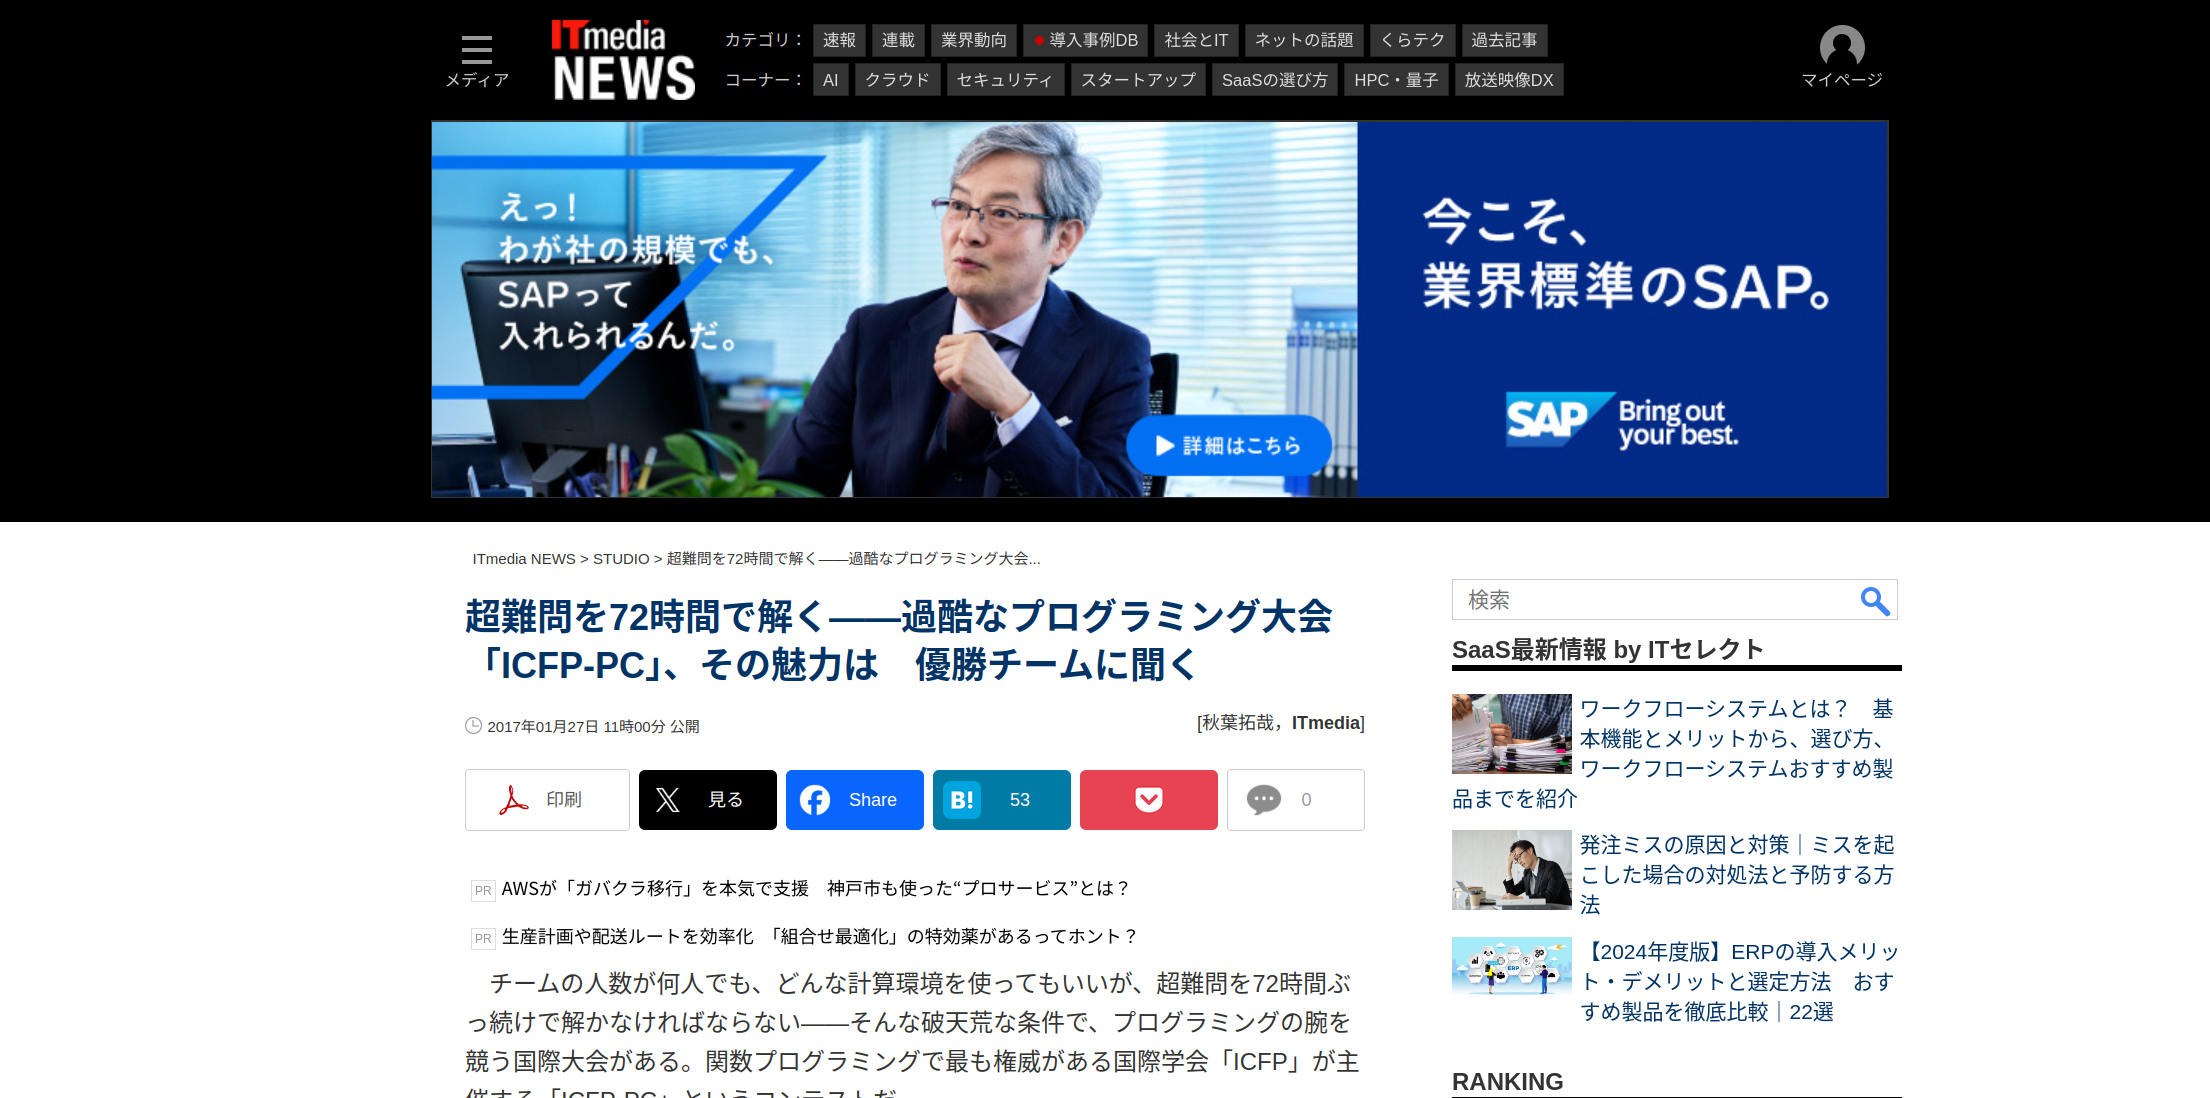 メディア
ITmedia
NEWS
カテゴリ： 速報 連載 業界動向 導入事例DB 社会とIT ネットの話題 くらテク 過去記事
コーナー： AI クラウド セキュリティ スタートアップ SaaSの選び方 HPC・量子 放送映像DX
マイページ
えっ！
わが社の規模でも、
SAPって
入れられるんだ。
詳細はこちら
今こそ、
業界標準のSAP。
SAP Bring out
your best.
ITmedia NEWS > STUDIO > 超難問を72時間で解く――過酷なプログラミング大会...
超難問を72時間で解く――過酷なプログラミング大会
「ICFP-PC」、その魅力は　優勝チームに聞く
2017年01月27日 11時00分 公開
[秋葉拓哉，ITmedia]
印刷 見る Share B! 53 0
PR AWSが「ガバクラ移行」を本気で支援　神戸市も使った“プロサービス”とは？
PR 生産計画や配送ルートを効率化　「組合せ最適化」の特効薬があるってホント？
　チームの人数が何人でも、どんな計算環境を使ってもいいが、超難問を72時間ぶ
っ続けで解かなければならない――そんな破天荒な条件で、プログラミングの腕を
競う国際大会がある。関数プログラミングで最も権威がある国際学会「ICFP」が主
催する「ICFP-PC」というコンテストだ
検索
SaaS最新情報 by ITセレクト
ワークフローシステムとは？　基
本機能とメリットから、選び方、
ワークフローシステムおすすめ製
品までを紹介
発注ミスの原因と対策｜ミスを起
こした場合の対処法と予防する方
法
ERP
【2024年度版】ERPの導入メリッ
ト・デメリットと選定方法　おす
すめ製品を徹底比較｜22選
RANKING